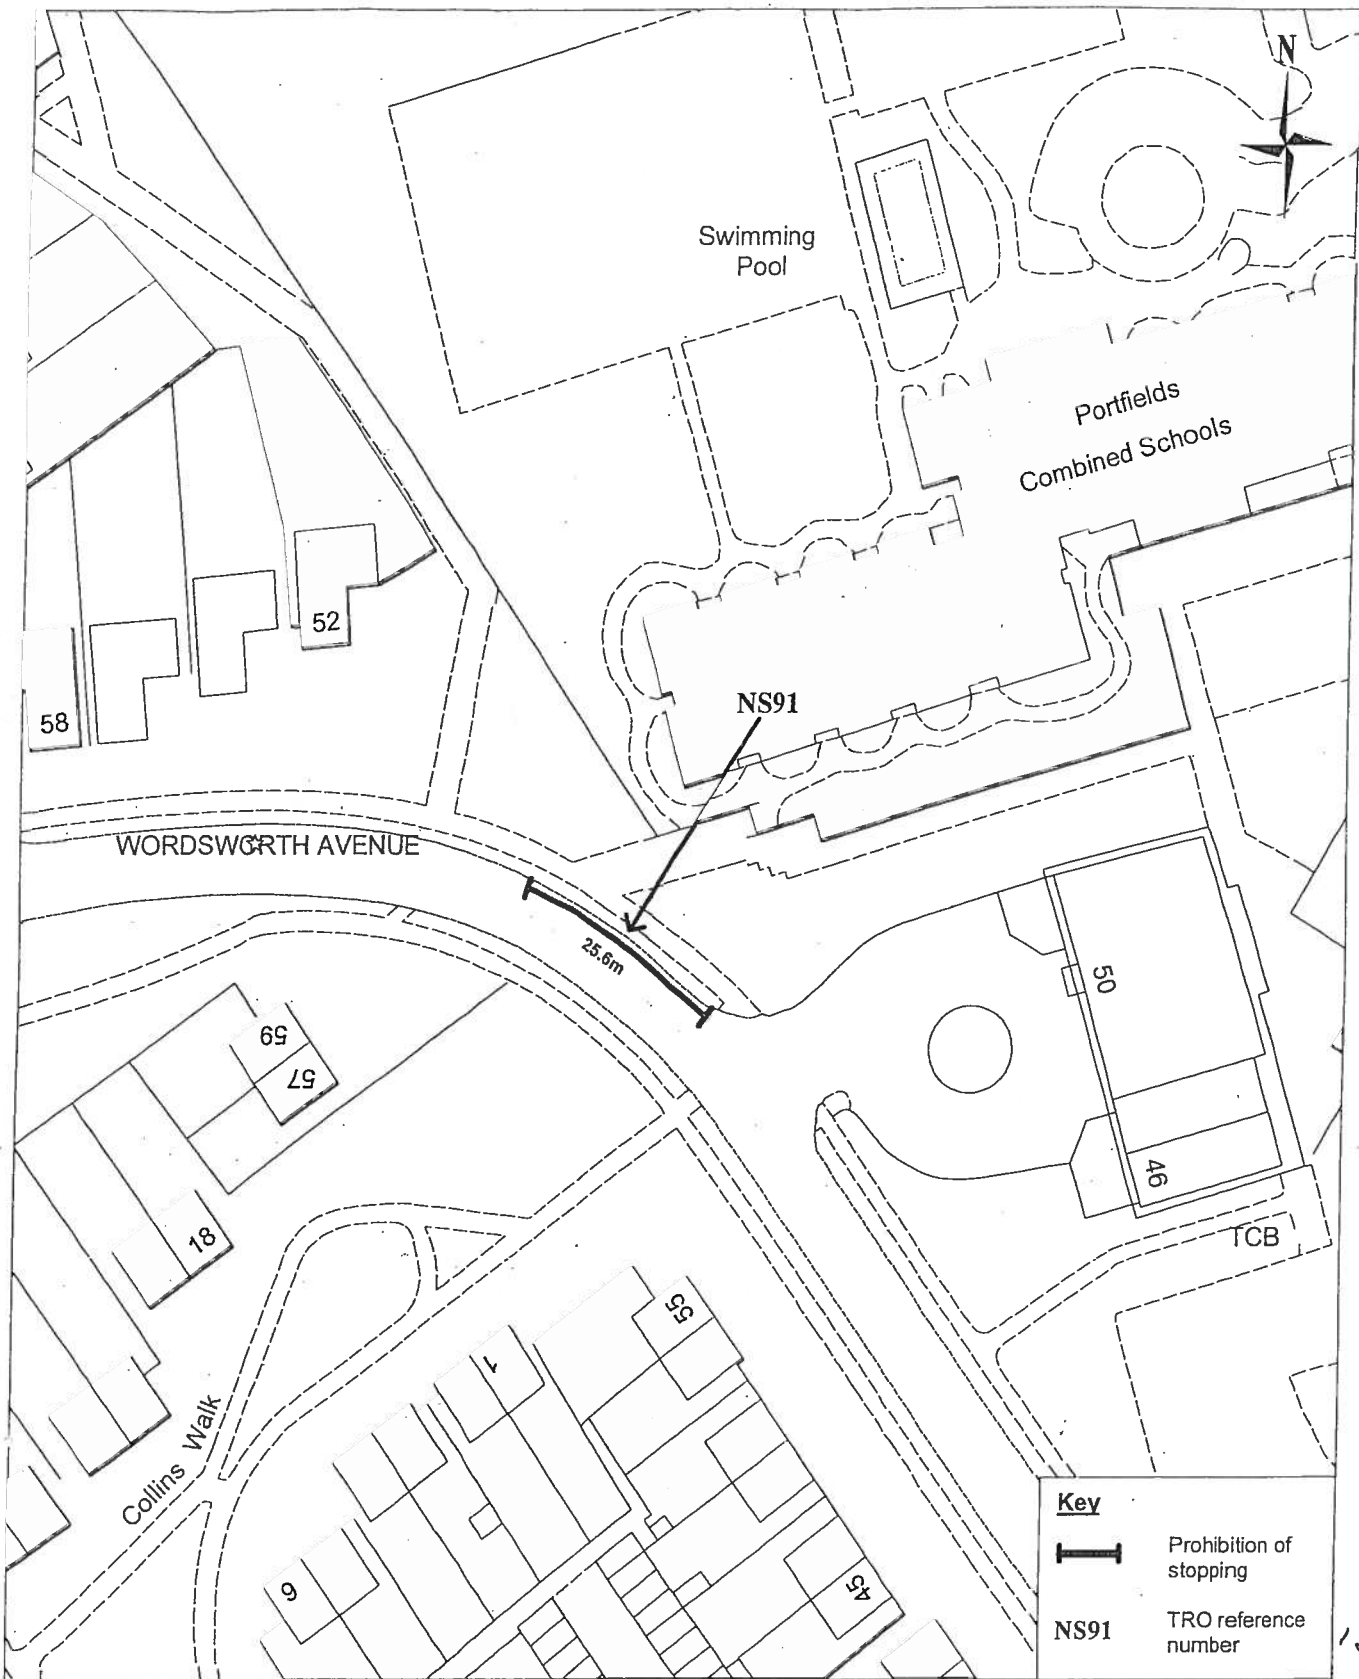 N
Swimming
Pool
Portfields
Combined Schools
52
58
NS91
WORDSWORTH AVENUE
25.6m
50
59
57
46
18
TCB
55
1
Collins Walk
9
45
Key
Prohibition of
stopping
NS91
TRO reference
number